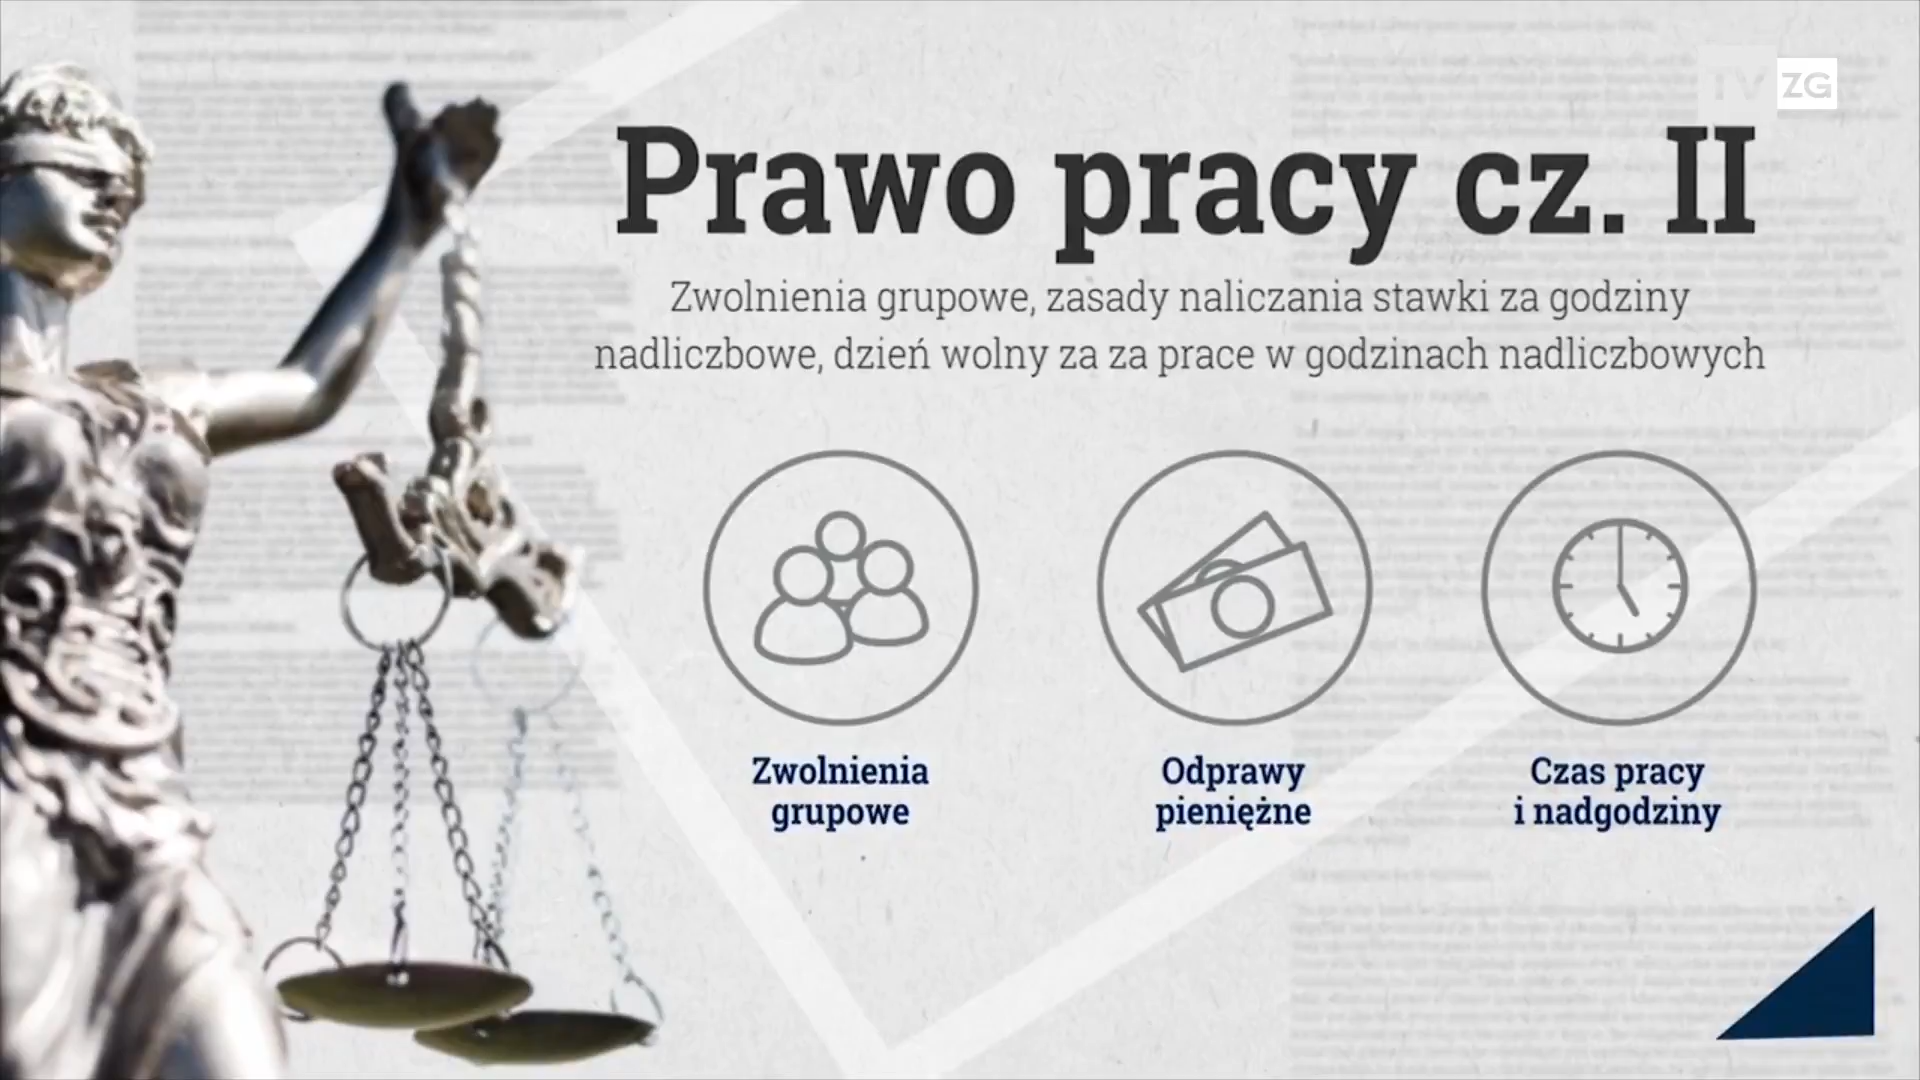 TV ZG
Prawo pracy cz. II
Zwolnienia grupowe, zasady naliczania stawki za godziny
nadliczbowe, dzień wolny za za prace w godzinach nadliczbowych
Zwolnienia
grupowe
Odprawy
pieniężne
Czas pracy
i nadgodziny